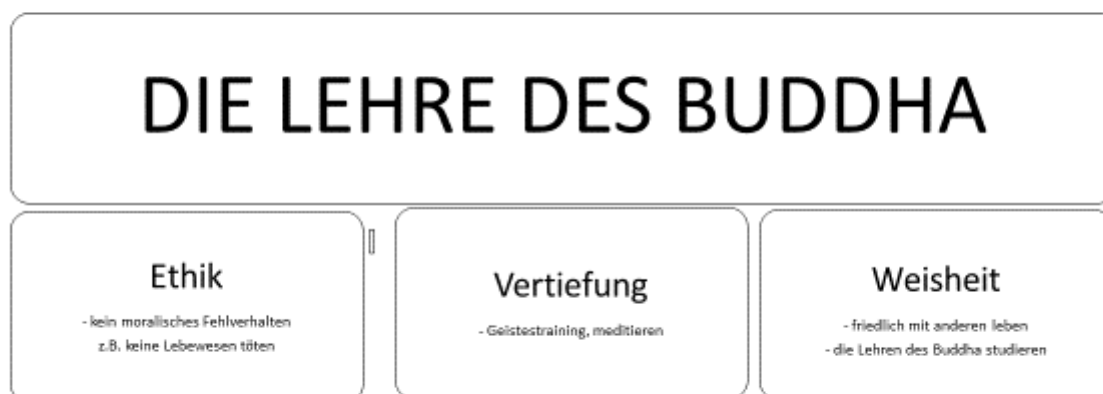 DIE LEHRE DES BUDDHA
Ethik
- kein moralisches Fehlverhalten
z.B. keine Lebewesen töten
Vertiefung
- Geistestraining, meditieren
Weisheit
- friedlich mit anderen leben
- die Lehren des Buddha studieren